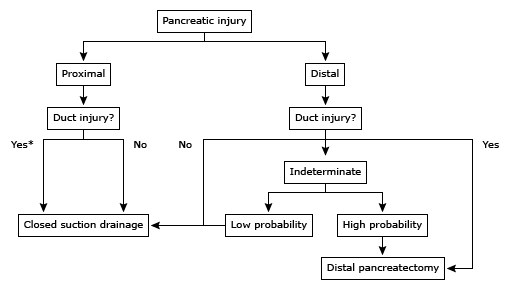 Pancreatic injury
Proximal
Distal
Duct injury?
Duct injury?
Yes*
No
No
Yes
Indeterminate
Closed suction drainage
Low probability
High probability
Distal pancreatectomy